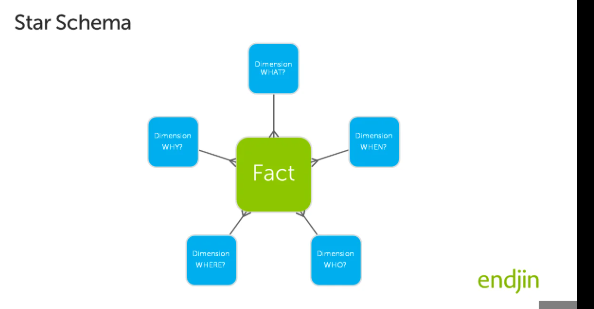 Star Schema
Dimension
WHAT?
Dimension
WHY?
Dimension
WHEN?
Fact
Dimension
WHERE?
Dimension
WHO?
endjin